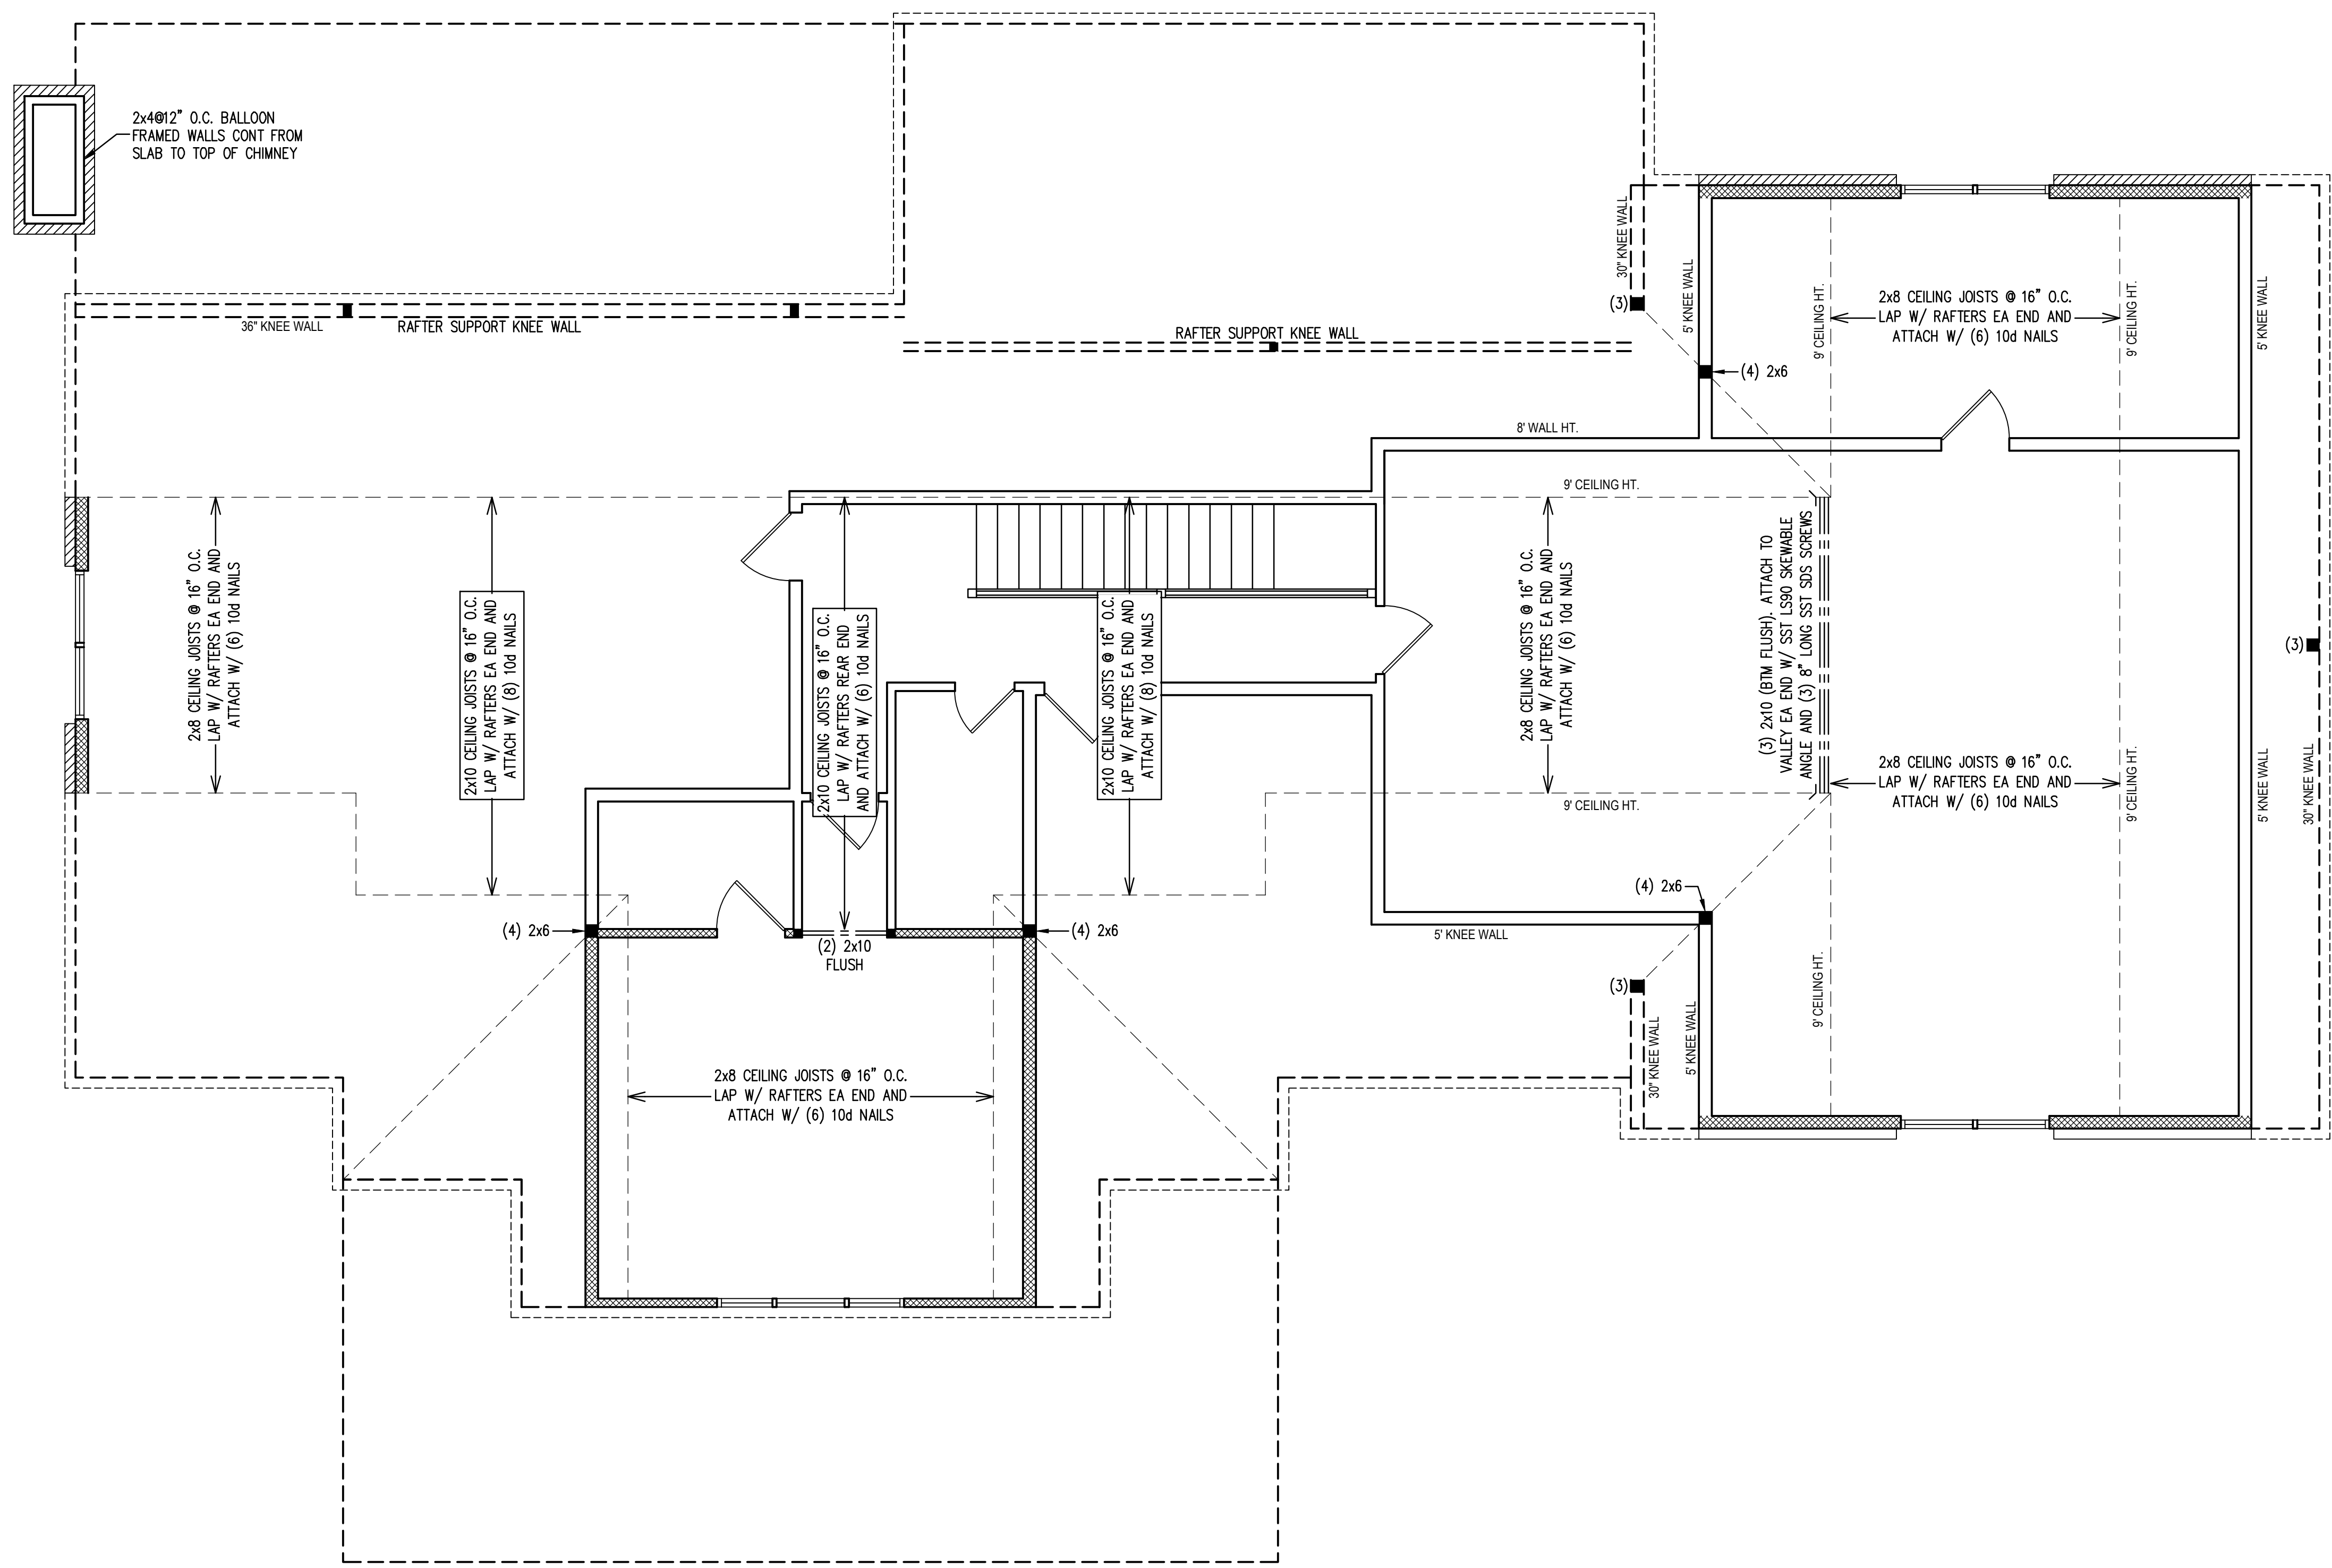 2x4@12" O.C. BALLOON
FRAMED WALLS CONT FROM
SLAB TO TOP OF CHIMNEY
36" KNEE WALL
RAFTER SUPPORT KNEE WALL
RAFTER SUPPORT KNEE WALL
30" KNEE WALL
(3)
5' KNEE WALL
(4) 2x6
9' CEILING HT.
2x8 CEILING JOISTS @ 16" O.C.
LAP W/ RAFTERS EA END AND
ATTACH W/ (6) 10d NAILS
9' CEILING HT.
5' KNEE WALL
8' WALL HT.
9' CEILING HT.
2x8 CEILING JOISTS @ 16" O.C.
LAP W/ RAFTERS EA END AND
ATTACH W/ (6) 10d NAILS
2x10 CEILING JOISTS @ 16" O.C.
LAP W/ RAFTERS EA END AND
ATTACH W/ (8) 10d NAILS
2x10 CEILING JOISTS @ 16" O.C.
LAP W/ RAFTERS REAR END
AND ATTACH W/ (6) 10d NAILS
2x10 CEILING JOISTS @ 16" O.C.
LAP W/ RAFTERS EA END AND
ATTACH W/ (8) 10d NAILS
2x8 CEILING JOISTS @ 16" O.C.
LAP W/ RAFTERS EA END AND
ATTACH W/ (6) 10d NAILS
(3) 2x10 (BTM FLUSH). ATTACH TO
VALLEY EA END W/ SST LS90 SKEWABLE
ANGLE AND (3) 8" LONG SST SDS SCREWS
(3)
2x8 CEILING JOISTS @ 16" O.C.
LAP W/ RAFTERS EA END AND
ATTACH W/ (6) 10d NAILS
9' CEILING HT.
5' KNEE WALL
30" KNEE WALL
9' CEILING HT.
(4) 2x6
(4) 2x6
(2) 2x10
FLUSH
(4) 2x6
5' KNEE WALL
(3)
9' CEILING HT.
30" KNEE WALL
5' KNEE WALL
2x8 CEILING JOISTS @ 16" O.C.
LAP W/ RAFTERS EA END AND
ATTACH W/ (6) 10d NAILS